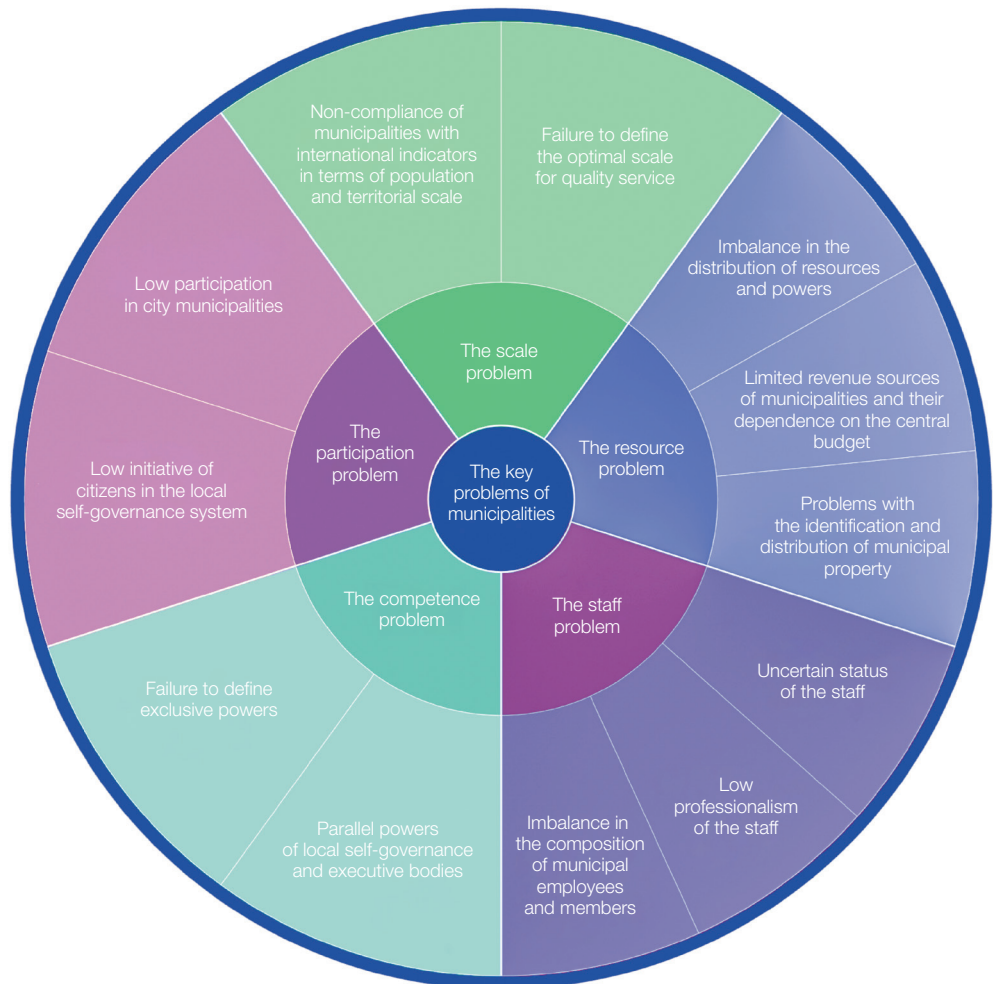 The key
problems of
municipalities
The scale
problem
Non-compliance of
municipalities with
international indicators
in terms of population
and territorial scale
Failure to define
the optimal scale
for quality service
The resource
problem
Imbalance in the
distribution of resources
and powers
Limited revenue sources
of municipalities and their
dependence on the central
budget
Problems with
the identification and
distribution of municipal
property
The staff
problem
Uncertain status
of the staff
Low
professionalism
of the staff
Imbalance in
the composition
of municipal
employees
and members
The competence
problem
Parallel powers
of local self-governance
and executive bodies
Failure to define
exclusive powers
The
participation
problem
Low initiative of
citizens in the local
self-governance system
Low participation
in city municipalities